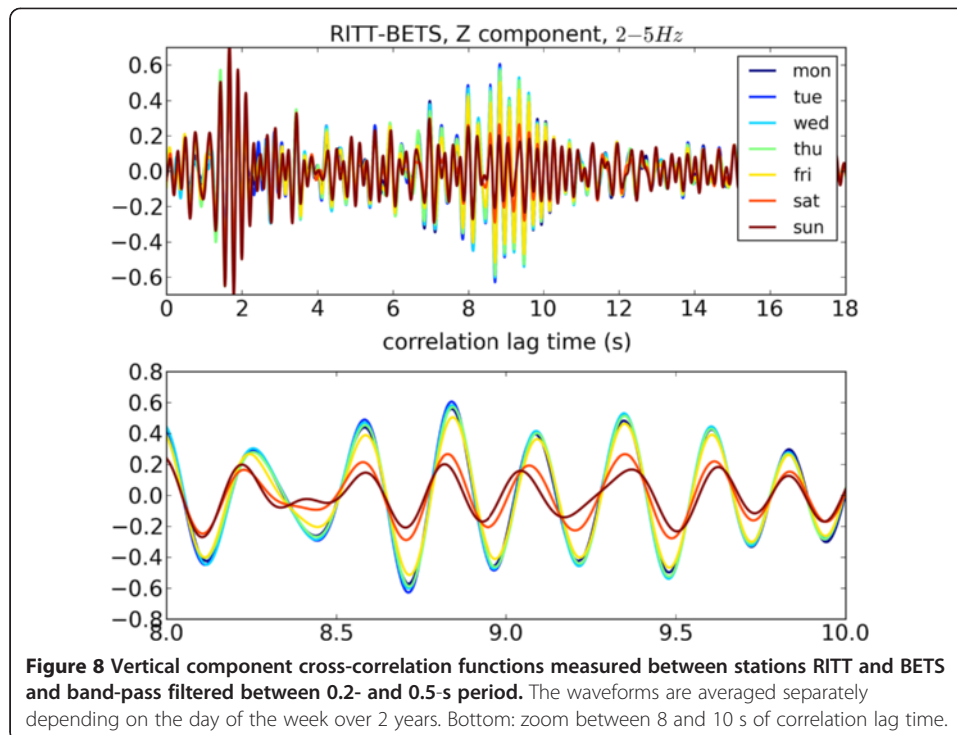 RITT-BETS, Z component, 2−5Hz
0.6
0.4
0.2
0.0
−0.2
−0.4
−0.6
mon
tue
wed
thu
fri
sat
sun
0 2 4 6 8 10 12 14 16 18
correlation lag time (s)
0.8
0.6
0.4
0.2
0.0
−0.2
−0.4
−0.6
−0.8
8.0 8.5 9.0 9.5 10.0
Figure 8 Vertical component cross-correlation functions measured between stations RITT and BETS
and band-pass filtered between 0.2- and 0.5-s period. The waveforms are averaged separately
depending on the day of the week over 2 years. Bottom: zoom between 8 and 10 s of correlation lag time.